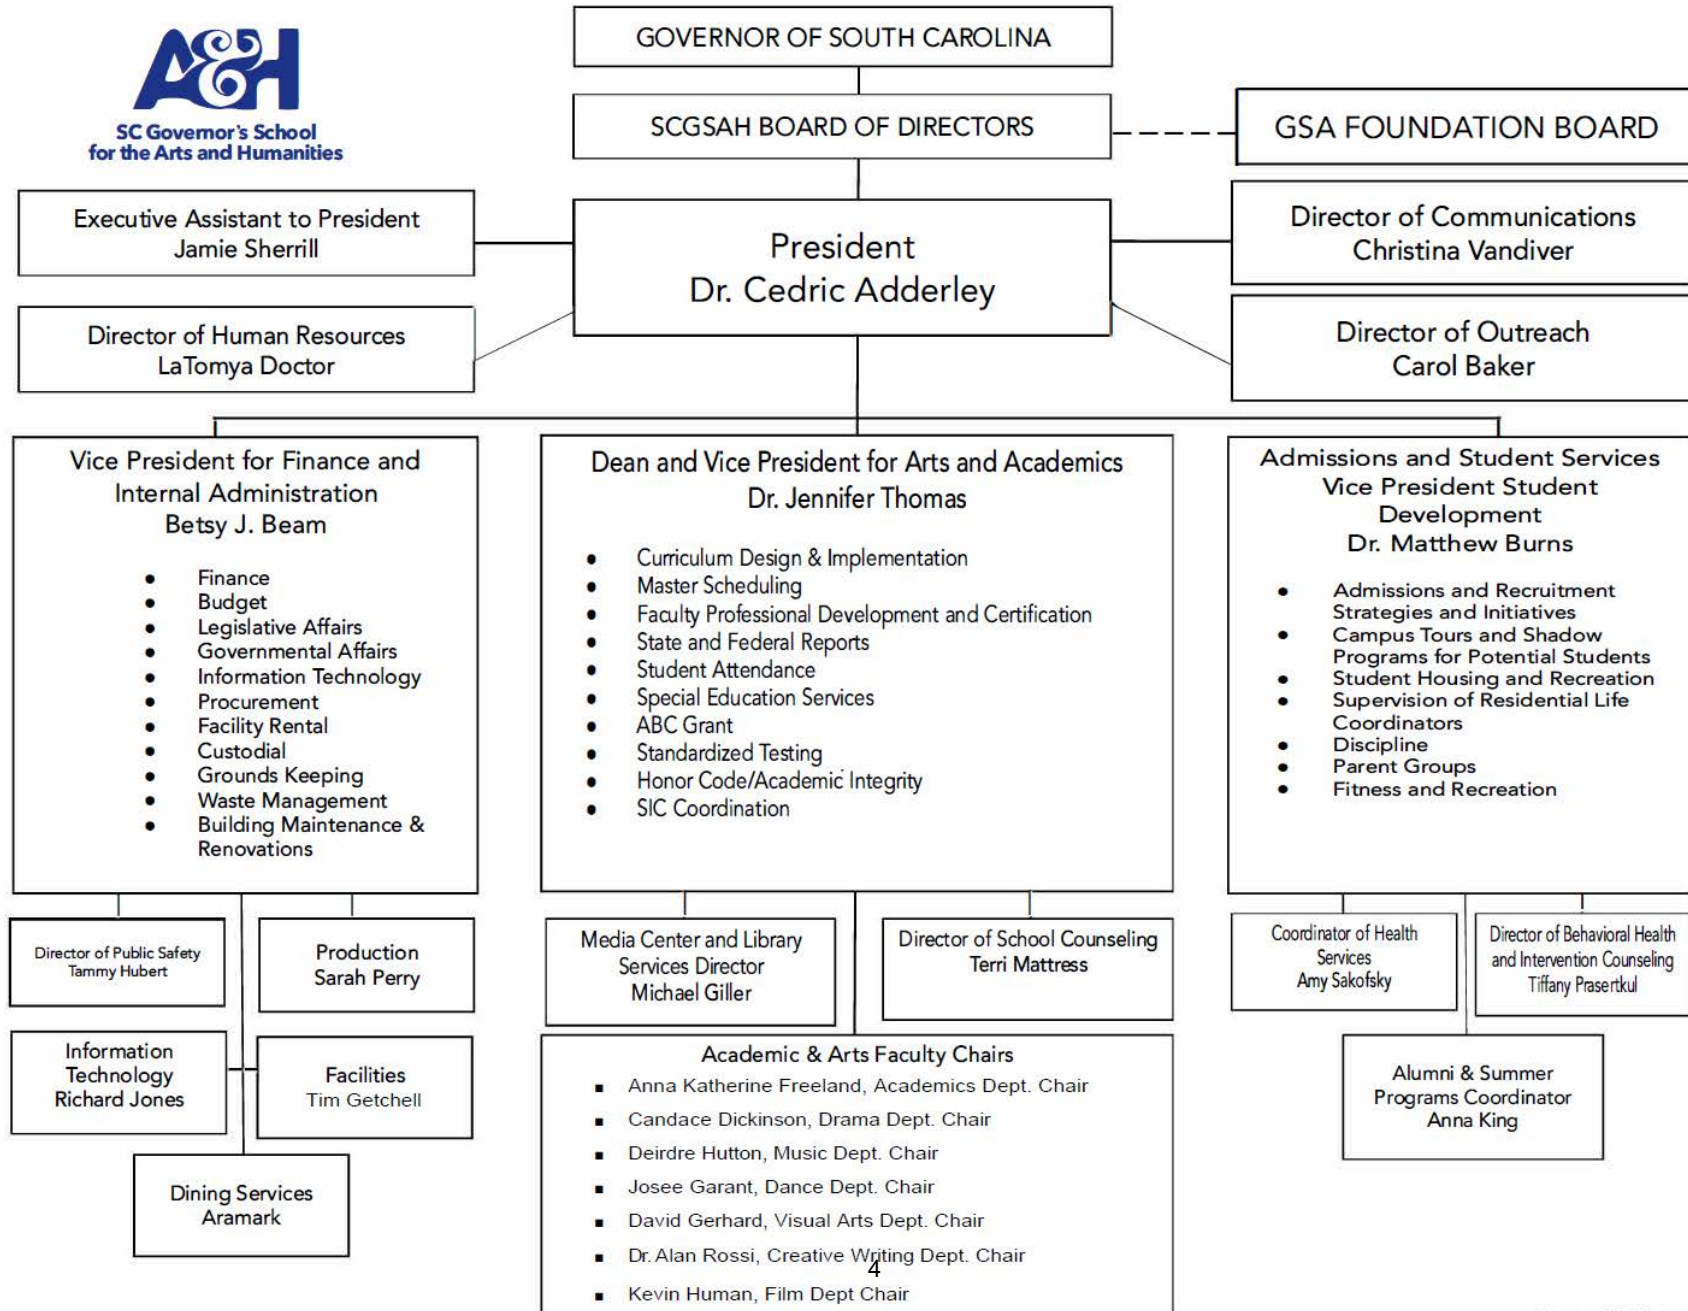 GOVERNOR OF SOUTH CAROLINA
A&H
SC Governor's School
for the Arts and Humanities
SCGSAH BOARD OF DIRECTORS
GSA FOUNDATION BOARD
Executive Assistant to President
Jamie Sherrill
President
Dr. Cedric Adderley
Director of Communications
Christina Vandiver
Director of Human Resources
LaTomya Doctor
Director of Outreach
Carol Baker
Vice President for Finance and
Internal Administration
Betsy J. Beam
● Finance
● Budget
● Legislative Affairs
● Governmental Affairs
● Information Technology
● Procurement
● Facility Rental
● Custodial
● Grounds Keeping
● Waste Management
● Building Maintenance &
Renovations
Dean and Vice President for Arts and Academics
Dr. Jennifer Thomas
● Curriculum Design & Implementation
● Master Scheduling
● Faculty Professional Development and Certification
● State and Federal Reports
● Student Attendance
● Special Education Services
● ABC Grant
● Standardized Testing
● Honor Code/Academic Integrity
● SIC Coordination
Admissions and Student Services
Vice President Student
Development
Dr. Matthew Burns
● Admissions and Recruitment
Strategies and Initiatives
● Campus Tours and Shadow
Programs for Potential Students
● Student Housing and Recreation
● Supervision of Residential Life
Coordinators
● Discipline
● Parent Groups
● Fitness and Recreation
Director of Public Safety
Tammy Hubert
Production
Sarah Perry
Information
Technology
Richard Jones
Facilities
Tim Getchell
Dining Services
Aramark
Media Center and Library
Services Director
Michael Giller
Director of School Counseling
Terri Mattress
Academic & Arts Faculty Chairs
■ Anna Katherine Freeland, Academics Dept. Chair
■ Candace Dickinson, Drama Dept. Chair
■ Deirdre Hutton, Music Dept. Chair
■ Josee Garant, Dance Dept. Chair
■ David Gerhard, Visual Arts Dept. Chair
■ Dr. Alan Rossi, Creative Writing Dept. Chair
■ Kevin Human, Film Dept Chair
Coordinator of Health
Services
Amy Sakofsky
Director of Behavioral Health
and Intervention Counseling
Tiffany Prasertkul
Alumni & Summer
Programs Coordinator
Anna King
4